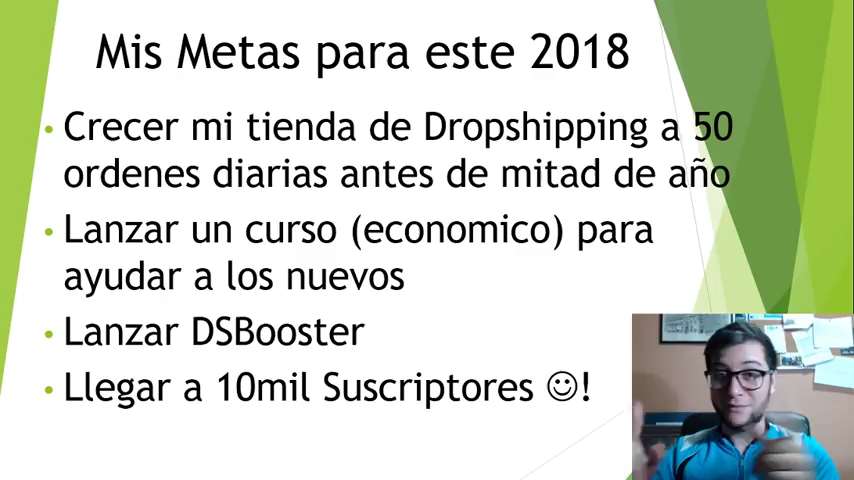 Mis Metas para este 2018
• Crecer mi tienda de Dropshipping a 50
ordenes diarias antes de mitad de año
• Lanzar un curso (economico) para
ayudar a los nuevos
• Lanzar DSBooster
• Llegar a 10mil Suscriptores ☺!